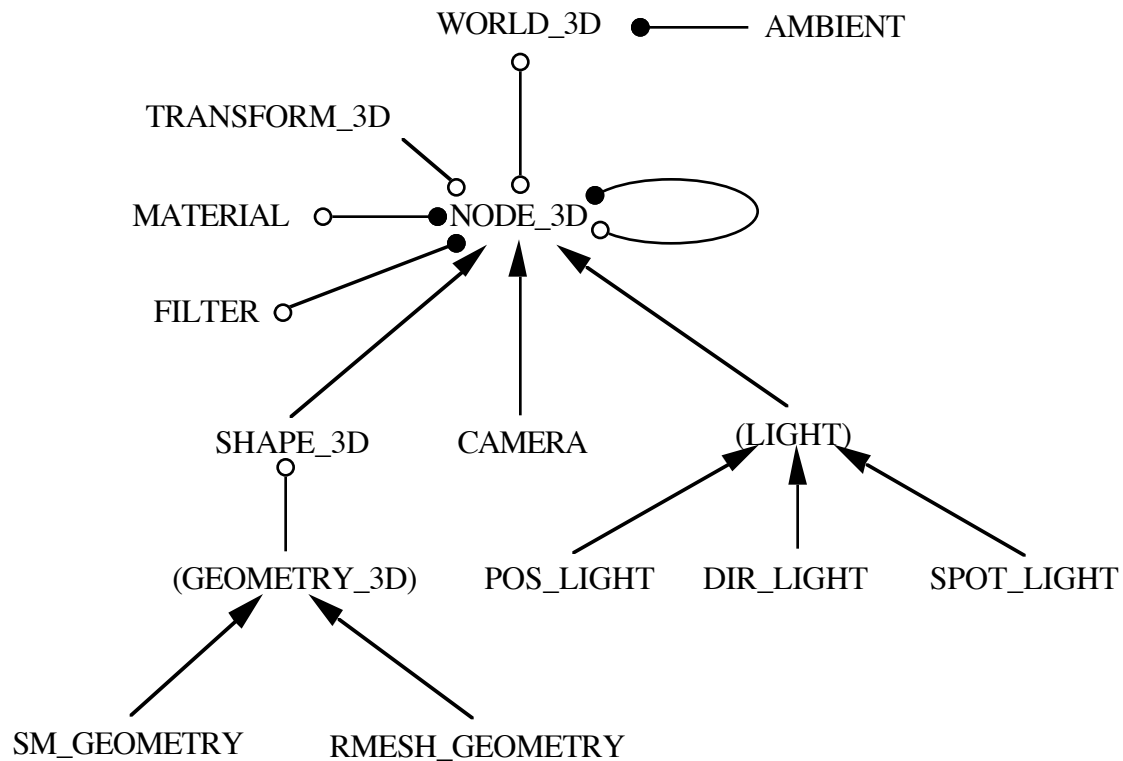 WORLD_3D
AMBIENT
TRANSFORM_3D
MATERIAL
NODE_3D
FILTER
SHAPE_3D
CAMERA
(LIGHT)
(GEOMETRY_3D)
POS_LIGHT
DIR_LIGHT
SPOT_LIGHT
SM_GEOMETRY
RMESH_GEOMETRY